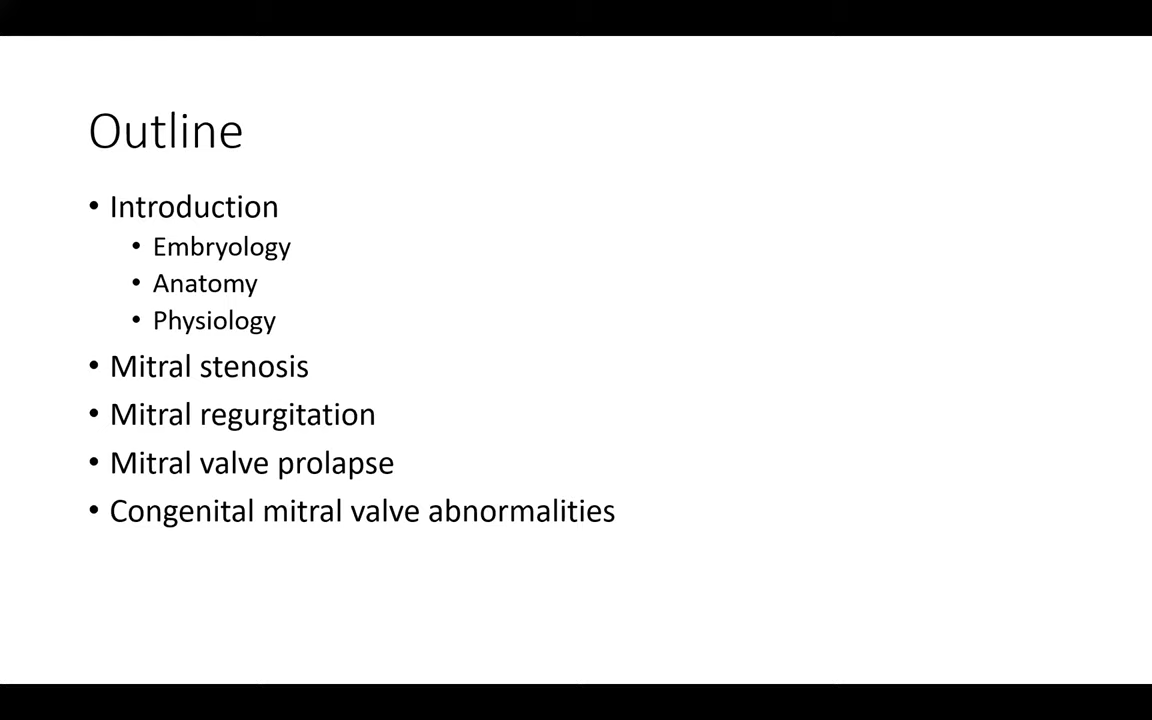 Outline
• Introduction
• Embryology
• Anatomy
• Physiology
• Mitral stenosis
• Mitral regurgitation
• Mitral valve prolapse
• Congenital mitral valve abnormalities